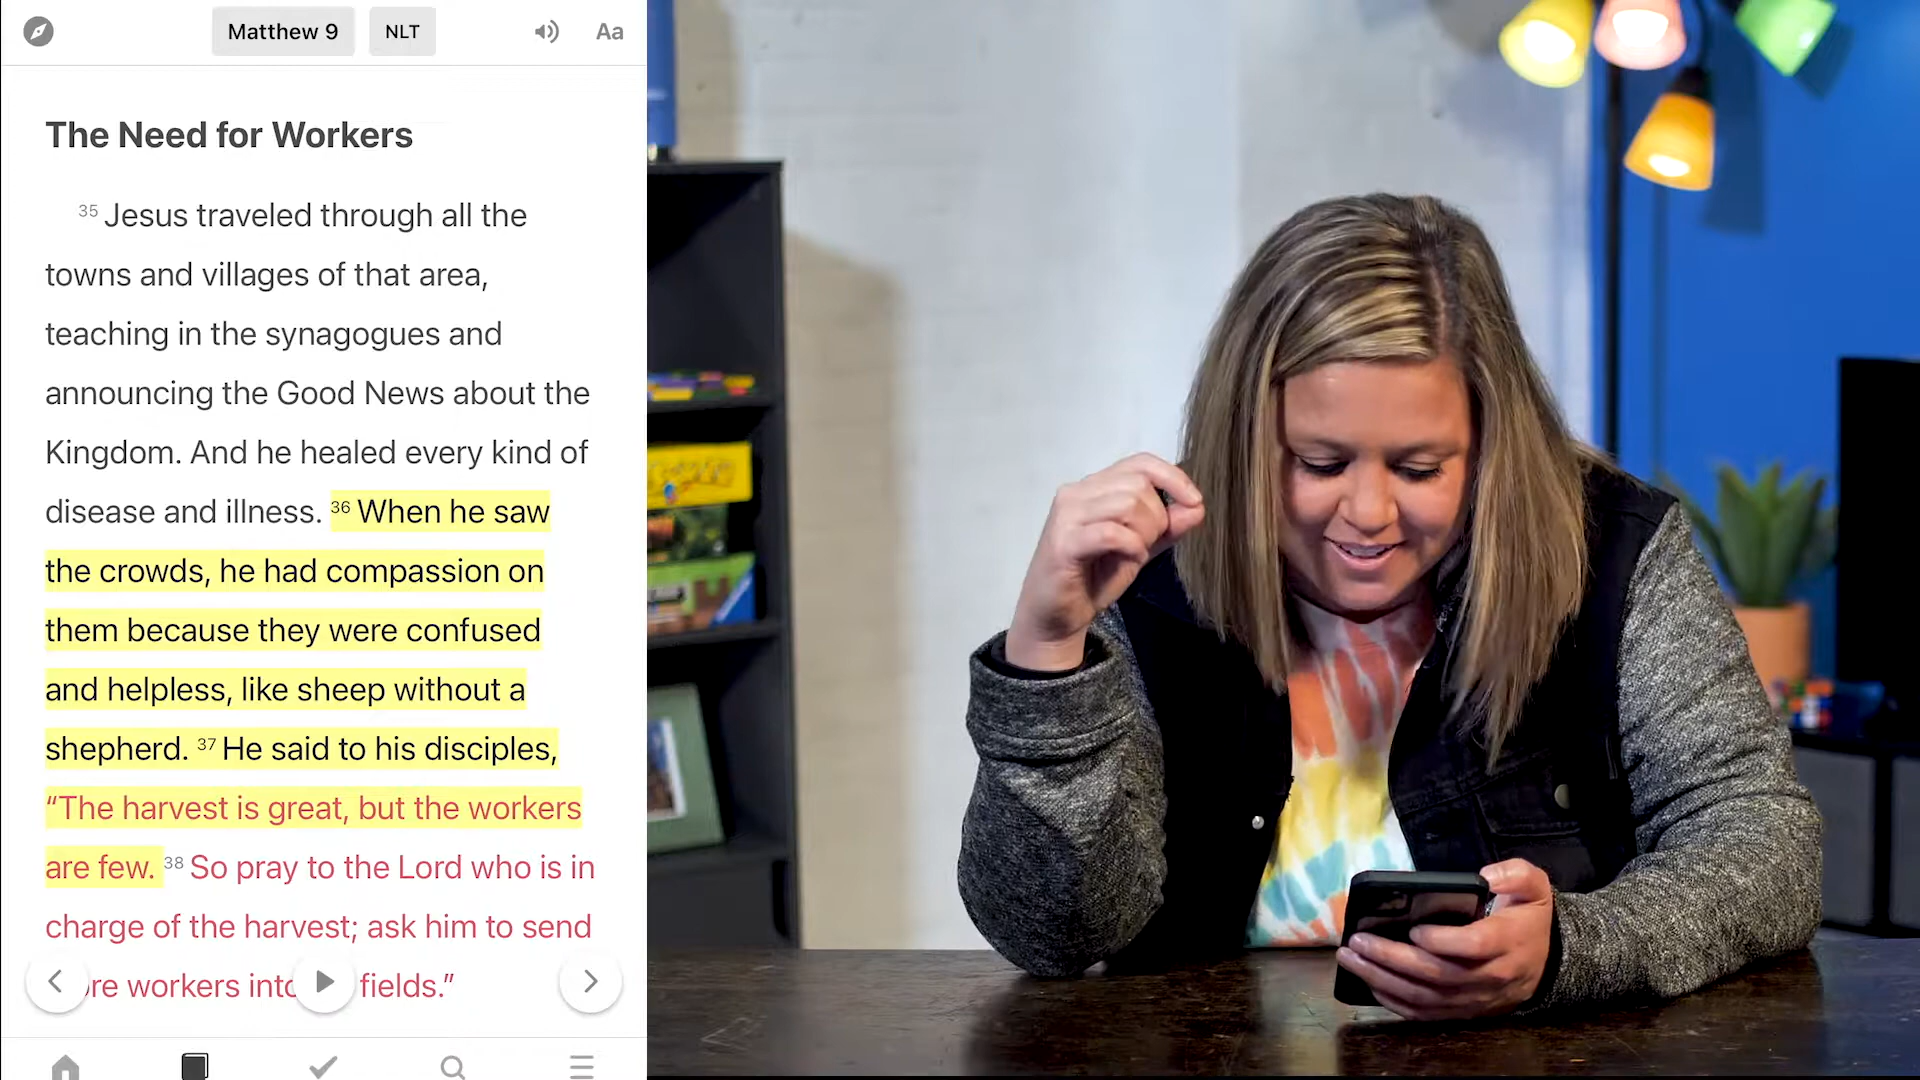 Matthew 9 NLT Aa
The Need for Workers
35 Jesus traveled through all the
towns and villages of that area,
teaching in the synagogues and
announcing the Good News about the
Kingdom. And he healed every kind of
disease and illness. 36 When he saw
the crowds, he had compassion on
them because they were confused
and helpless, like sheep without a
shepherd. 37 He said to his disciples,
“The harvest is great, but the workers
are few. 38 So pray to the Lord who is in
charge of the harvest; ask him to send
workers fields.”